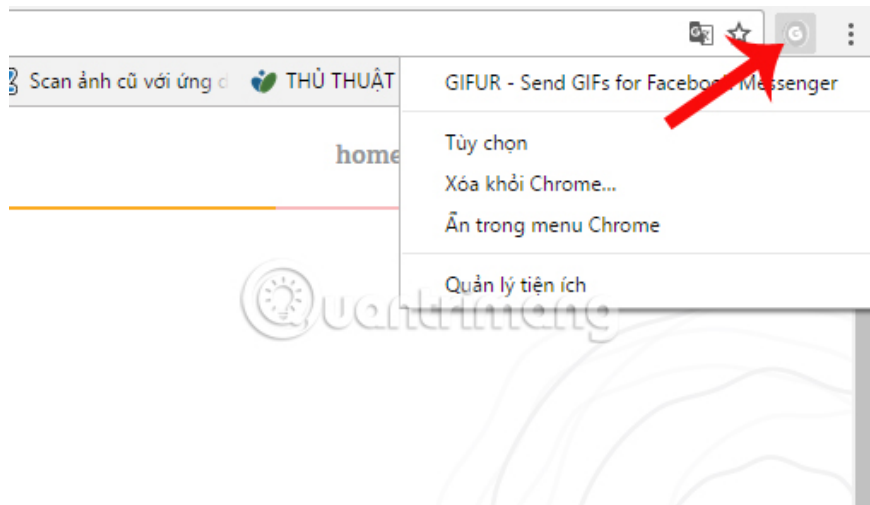 Scan ảnh cũ với ứng d
THỦ THUẬT
GIFUR - Send GIFs for Facebook Messenger
home
Tùy chọn
Xóa khỏi Chrome...
Ẩn trong menu Chrome
Quản lý tiện ích
Quantrimang